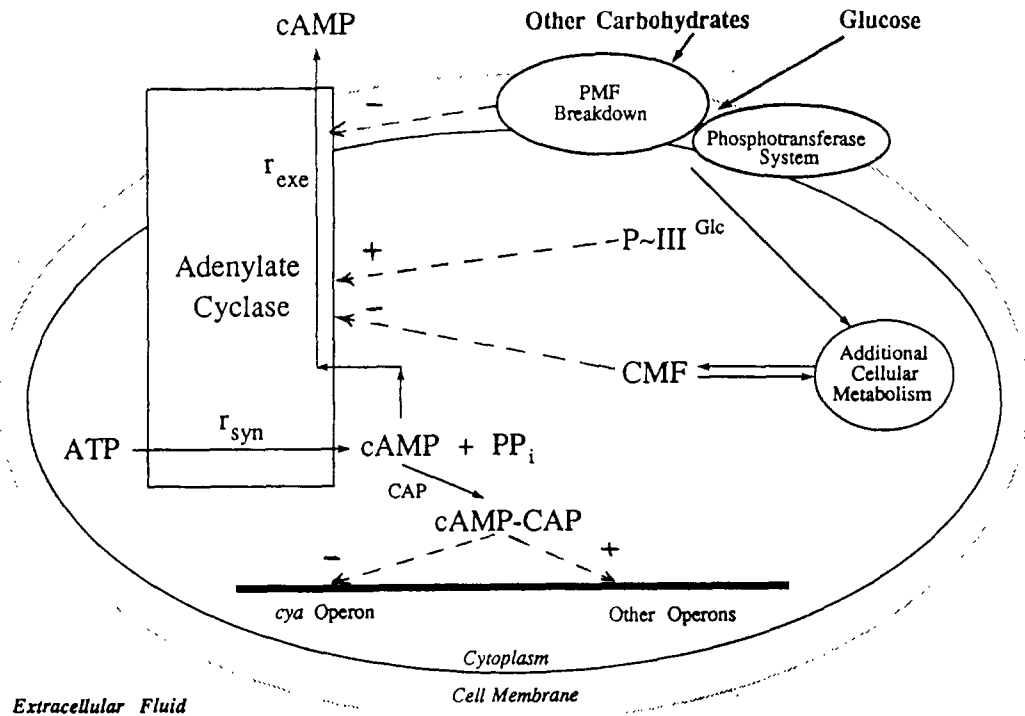 cAMP
Other Carbohydrates
Glucose
PMF
Breakdown
Phosphotransferase
System
-
r exe
P~III Glc
+
Adenylate
Cyclase
-
CMF
Additional
Cellular
Metabolism
ATP
r syn
cAMP + PP i
CAP
cAMP-CAP
-
+
cya Operon
Other Operons
Cytoplasm
Cell Membrane
Extracellular Fluid